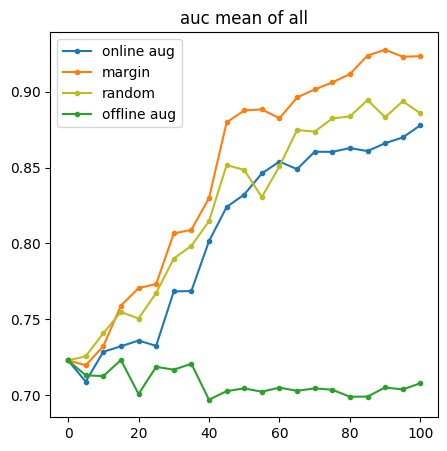 auc mean of all
online aug
margin
random
offline aug
0.90
0.85
0.80
0.75
0.70
0 20 40 60 80 100